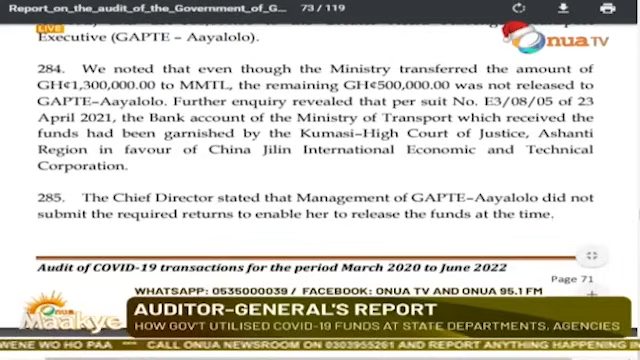 Report_on_the_audit_of_the_Government_of_G...
73 / 119
LIVE
Onua TV
Executive (GAPTE – Aayalolo).
284. We noted that even though the Ministry transferred the amount of
GH¢1,300,000.00 to MMTL, the remaining GH¢500,000.00 was not released to
GAPTE–Aayalolo. Further enquiry revealed that per suit No. E3/08/05 of 23
April 2021, the Bank account of the Ministry of Transport which received the
funds had been garnished by the Kumasi–High Court of Justice, Ashanti
Region in favour of China Jilin International Economic and Technical
Corporation.
285. The Chief Director stated that Management of GAPTE–Aayalolo did not
submit the required returns to enable her to release the funds at the time.
Audit of COVID-19 transactions for the period March 2020 to June 2022
Page 71
WHATSAPP: 0535000039 / FACEBOOK: ONUA TV AND ONUA 95.1 FM
Onua
Maakye
AUDITOR-GENERAL'S REPORT
HOW GOV'T UTILISED COVID-19 FUNDS AT STATE DEPARTMENTS, AGENCIES
WENE WO HO PAA — CALL ONUA NEWSROOM ON 0303955261 AND REPORT ANYTHING HAPPENING IN